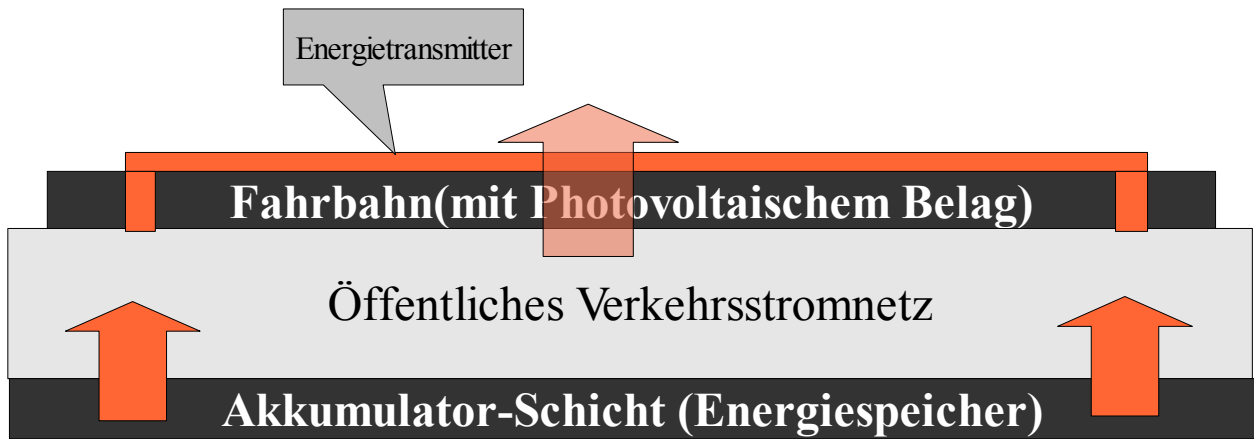 Energietransmitter
Fahrbahn(mit Photovoltaischem Belag)
Öffentliches Verkehrsstromnetz
Akkumulator-Schicht (Energiespeicher)